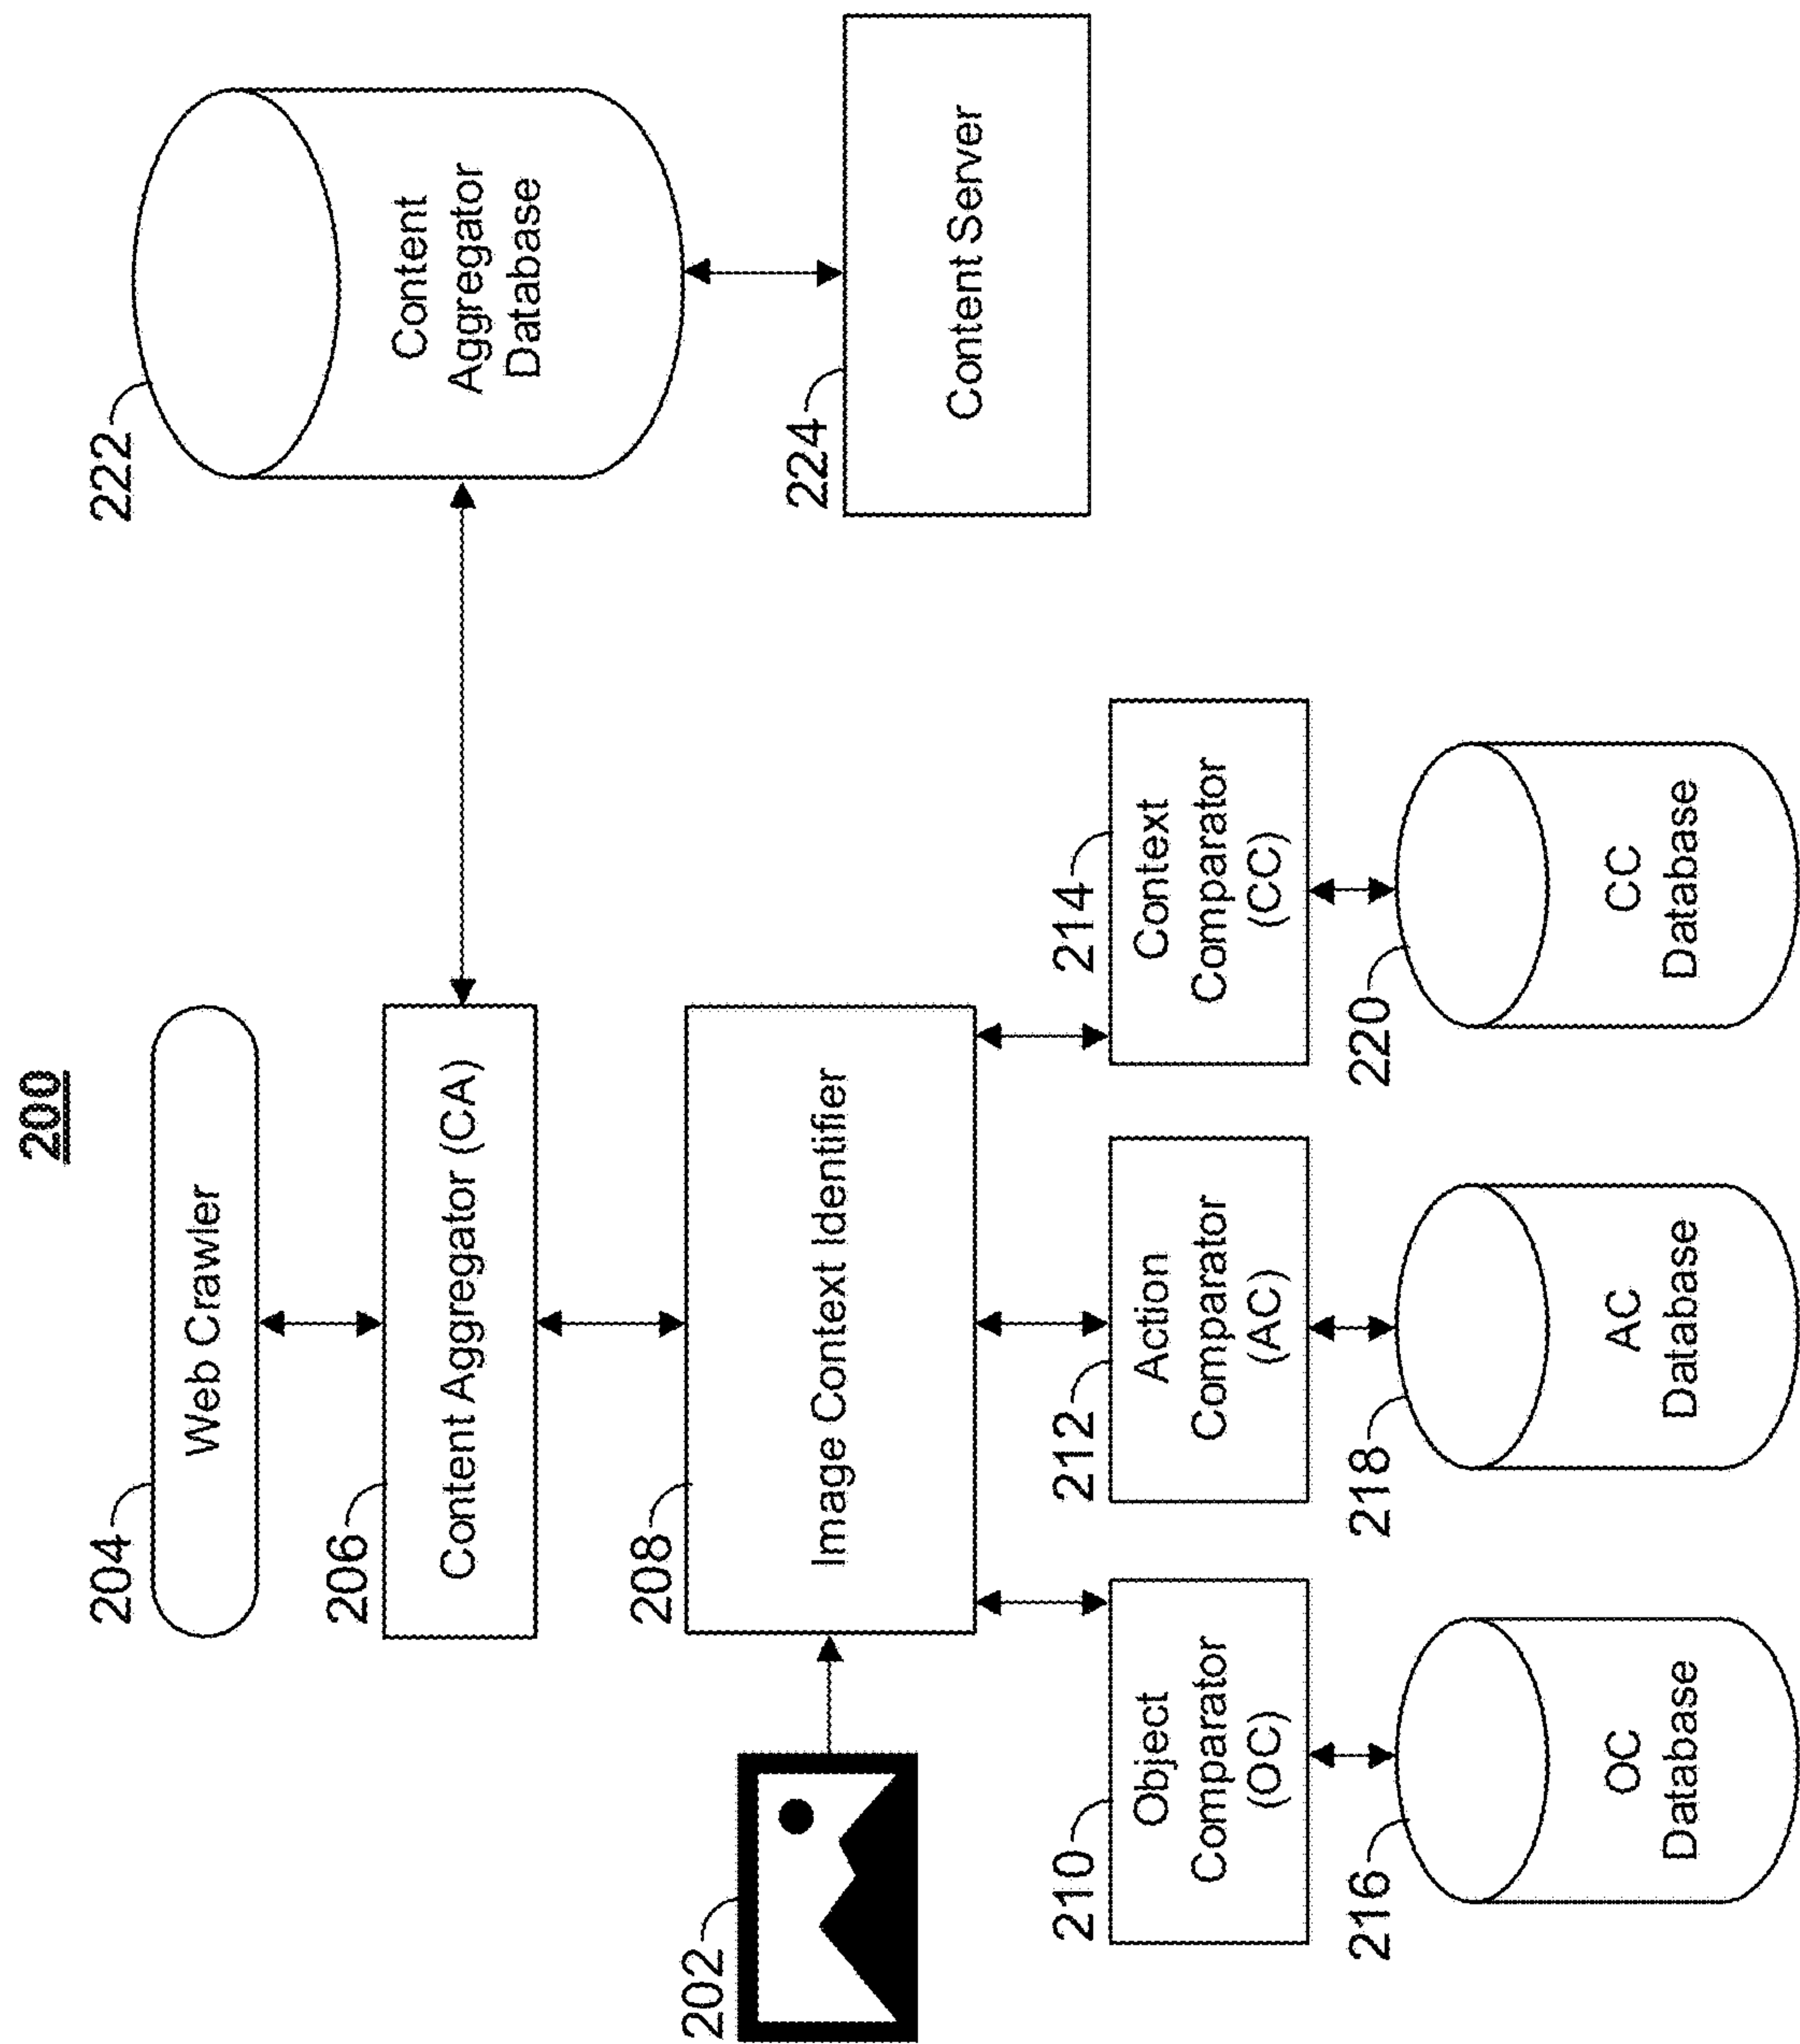 200
204
Web Crawler
206
Content Aggregator (CA)
222
Content
Aggregator
Database
202
208
Image Context Identifier
224
Content Server
210
Object
Comparator
(OC)
212
Action
Comparator
(AC)
214
Context
Comparator
(CC)
216
OC
Database
218
AC
Database
220
CC
Database